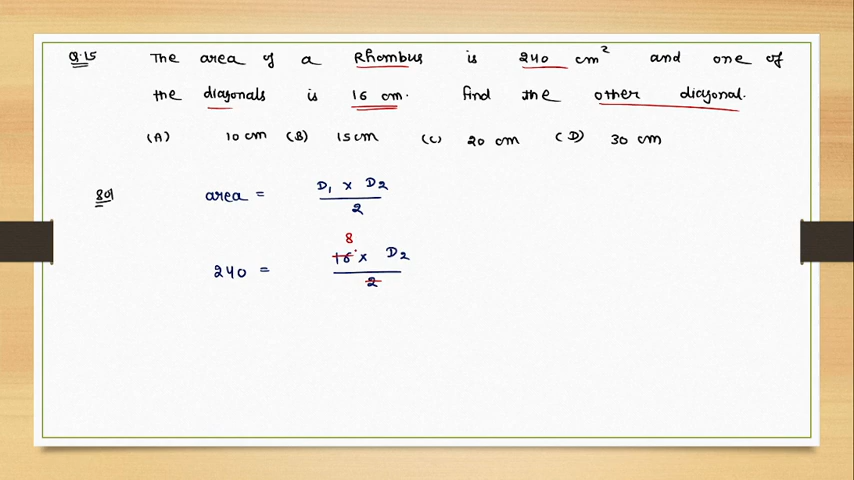 Q.15 The area of a Rhombus is 240 cm² and one of
the diagonals is 16 cm. find the other diagonal.
(A) 10 cm (B) 15 cm (C) 20 cm (D) 30 cm
Sol area = D₁ x D₂ / 2
8
240 = 16 x D₂ / 2